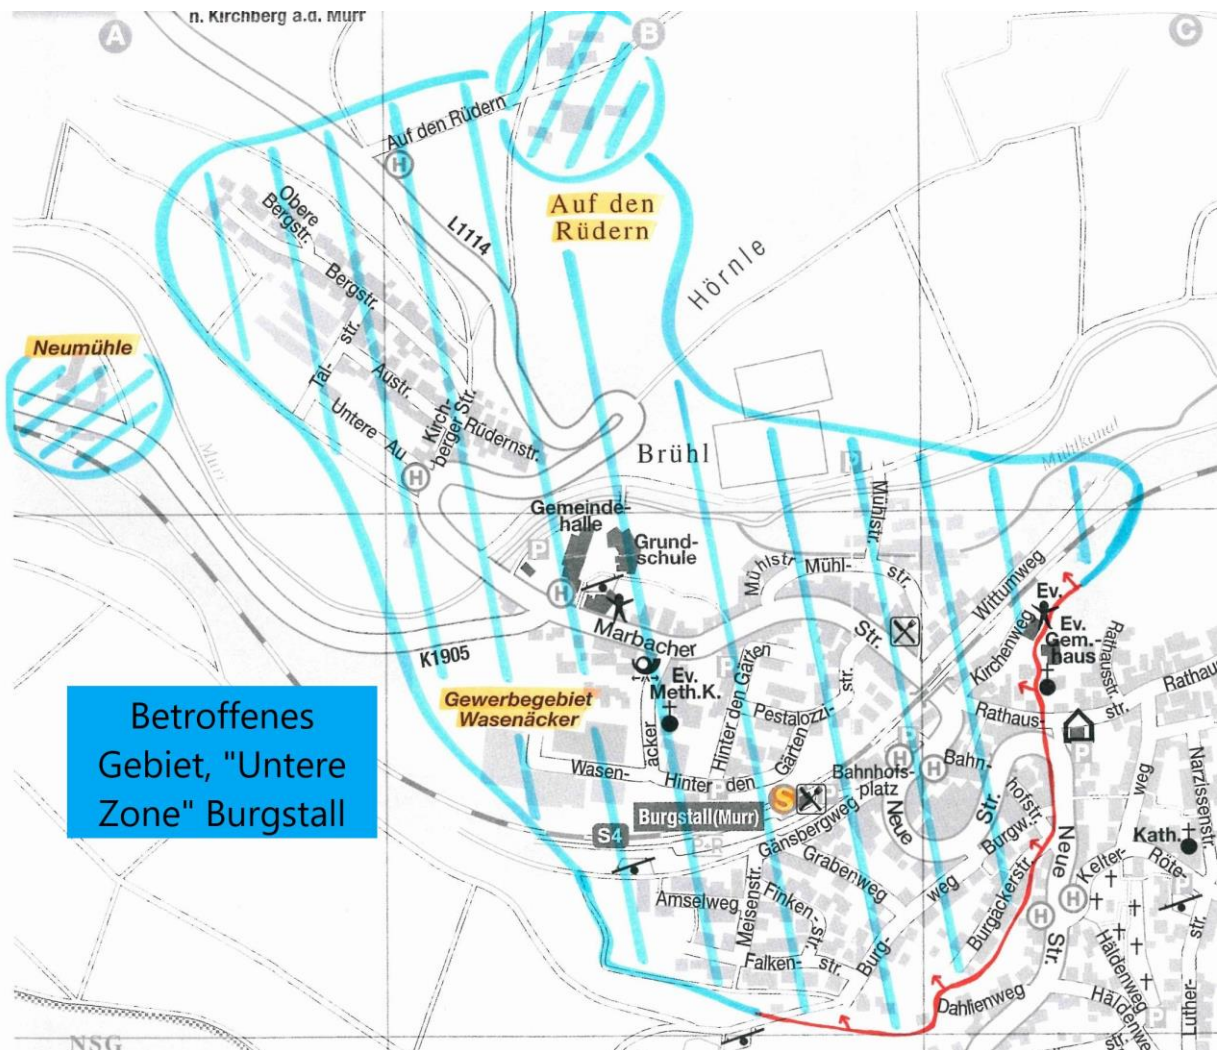 n. Kirchberg a.d. Murr
A
B
C
Auf den Rüdern
H
Obere
Bergstr.
L1114
Auf den
Rüdern
Hörnle
Bergstr.
Neumühle
Tal-
str.
Austr.
Untere Au
Kirch-
berger Str.
Rüdernstr.
Murr
H
Brühl
P
Mühlkanal
Mühlstr.
Gemeinde-
halle
P
Grund-
schule
Mühlstr
Mühl-
str.
Wittumweg
H
Ev.
Ev.
Gem.-
haus
Kirchenweg
Rathausstr.
Marbacher
Str.
K1905
Ev.
Meth.K.
P
Hinter den Gärten
Pestalozzi-
str.
Rathaus-
str.
Rathau
P
Gewerbegebiet
Wasenäcker
Betroffenes
Gebiet, "Untere
Zone" Burgstall
Wasen-
äcker
Hinter den
Gärten
P
Bahnhofs-
platz
H
H
P
Bahn-
hofstr.
S
Burgstall(Murr)
P
S4
P+R
Gänsbergweg
Neue
Str.
Burgw.
Neue
Str.
weg
Narzissenstr.
Kath.
Kelter-
Röte-
str.
P
Grabenweg
Meisenstr.
Amselweg
Finken-
str.
Falken-
str.
Burg-
weg
Burgäckerstr.
H
H
Dahlienweg
Häldenweg
Häldenw
str.
P
Luther-
NSG